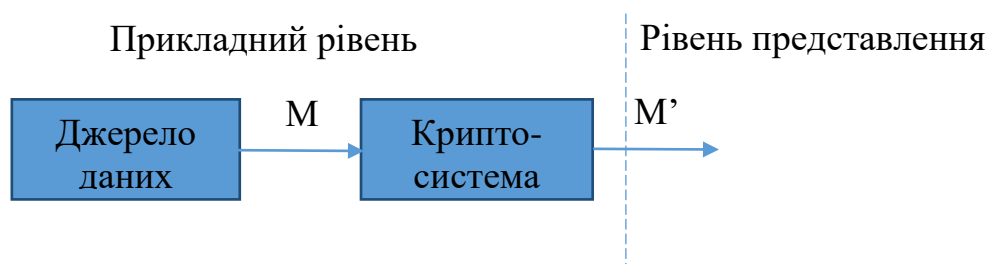 Прикладний рівень
Рівень представлення
Джерело
даних
М
Крипто-
система
М’